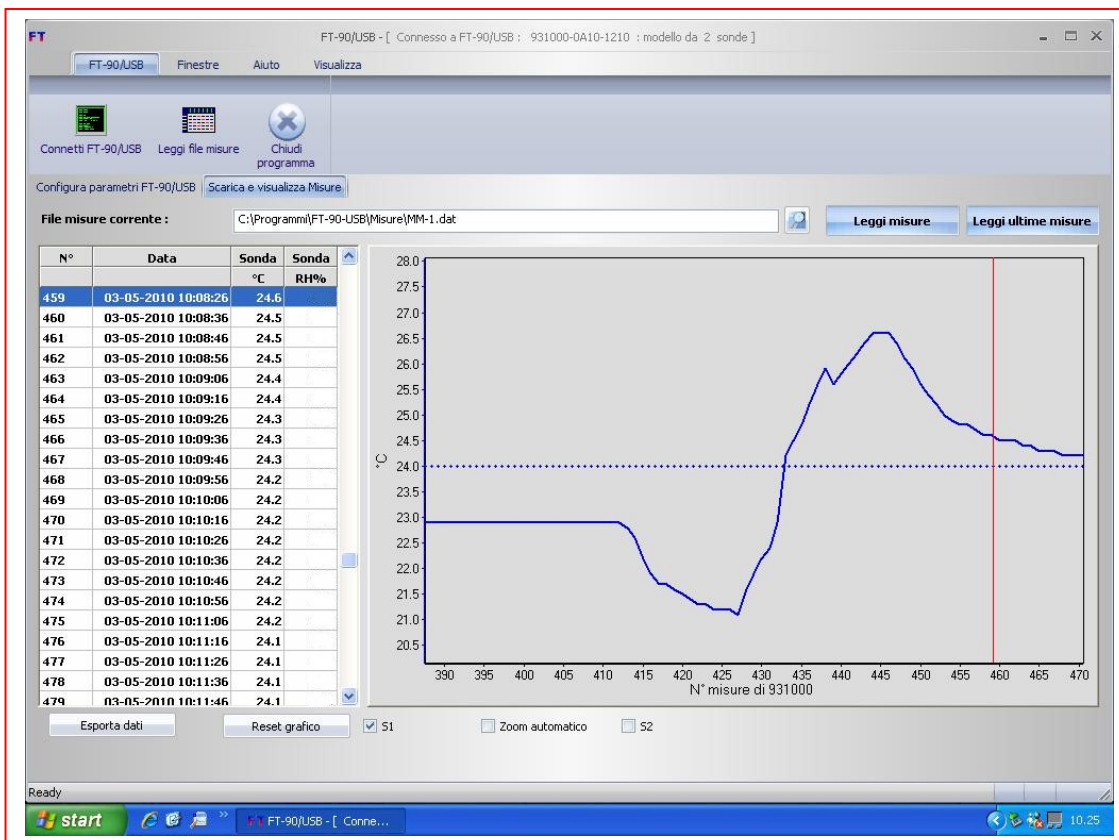 FT
FT-90/USB - [ Connesso a FT-90/USB : 931000-0A10-1210 : modello da 2 sonde ]
FT-90/USB Finestre Aiuto Visualizza
Connetti FT-90/USB Leggi file misure Chiudi programma
Configura parametri FT-90/USB Scarica e visualizza Misure
File misure corrente : C:\Programmi\FT-90-USB\Misure\MM-1.dat Leggi misure Leggi ultime misure
N° Data Sonda Sonda
°C RH%
459 03-05-2010 10:08:26 24.6
460 03-05-2010 10:08:36 24.5
461 03-05-2010 10:08:46 24.5
462 03-05-2010 10:08:56 24.5
463 03-05-2010 10:09:06 24.4
464 03-05-2010 10:09:16 24.4
465 03-05-2010 10:09:26 24.3
466 03-05-2010 10:09:36 24.3
467 03-05-2010 10:09:46 24.3
468 03-05-2010 10:09:56 24.2
469 03-05-2010 10:10:06 24.2
470 03-05-2010 10:10:16 24.2
471 03-05-2010 10:10:26 24.2
472 03-05-2010 10:10:36 24.2
473 03-05-2010 10:10:46 24.2
474 03-05-2010 10:10:56 24.2
475 03-05-2010 10:11:06 24.2
476 03-05-2010 10:11:16 24.1
477 03-05-2010 10:11:26 24.1
478 03-05-2010 10:11:36 24.1
479 03-05-2010 10:11:46 24.1
28.0
27.5
27.0
26.5
26.0
25.5
25.0
24.5
24.0
23.5
23.0
22.5
22.0
21.5
21.0
20.5
°C
390 395 400 405 410 415 420 425 430 435 440 445 450 455 460 465 470
N° misure di 931000
Esporta dati Reset grafico S1 Zoom automatico S2
Ready
start FT FT-90/USB - [ Conne... 10.25